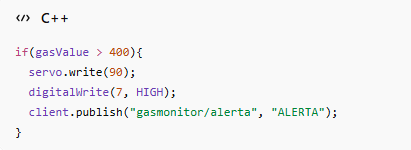 </> C++
if(gasValue > 400){
  servo.write(90);
  digitalWrite(7, HIGH);
  client.publish("gasmonitor/alerta", "ALERTA");
}